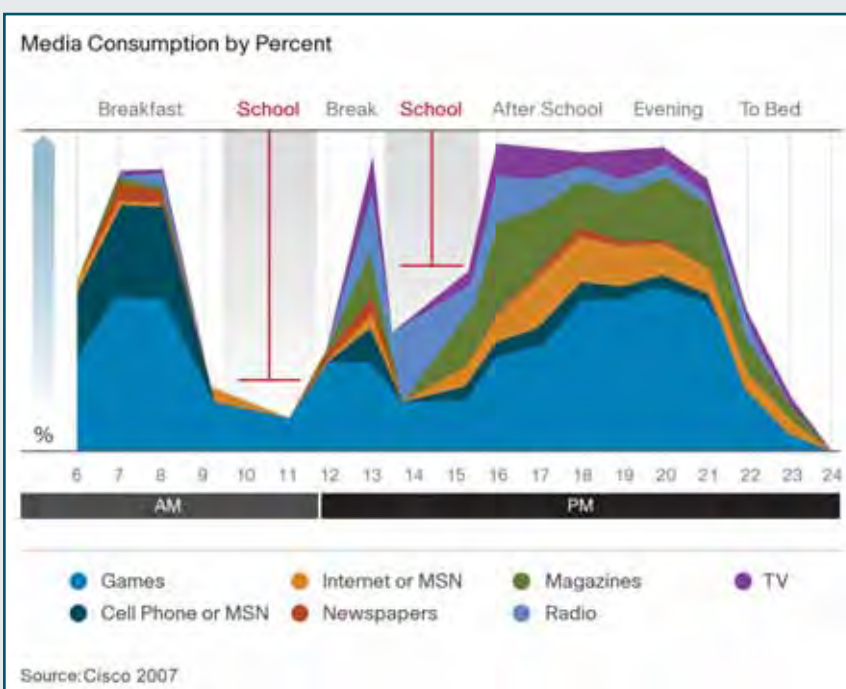 Media Consumption by Percent
Breakfast School Break School After School Evening To Bed
%
6 7 8 9 10 11 12 13 14 15 16 17 18 19 20 21 22 23 24
AM PM
Games Internet or MSN Magazines TV
Cell Phone or MSN Newspapers Radio
Source:Cisco 2007